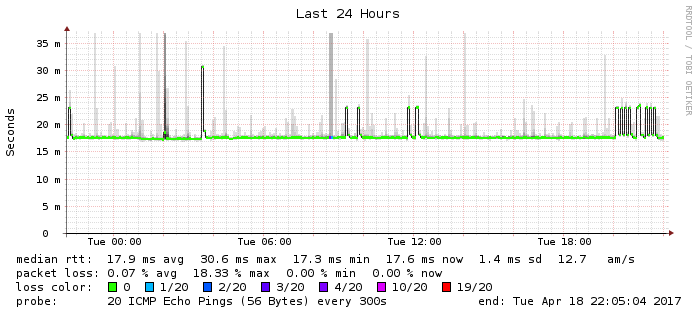 Last 24 Hours
RRDTOOL / TOBI OETIKER
Seconds
35 m
30 m
25 m
20 m
15 m
10 m
5 m
0
Tue 00:00 Tue 06:00 Tue 12:00 Tue 18:00
median rtt: 17.9 ms avg 30.6 ms max 17.3 ms min 17.6 ms now 1.4 ms sd 12.7 am/s
packet loss: 0.07 % avg 18.33 % max 0.00 % min 0.00 % now
loss color: 0 1/20 2/20 3/20 4/20 10/20 19/20
probe: 20 ICMP Echo Pings (56 Bytes) every 300s end: Tue Apr 18 22:05:04 2017